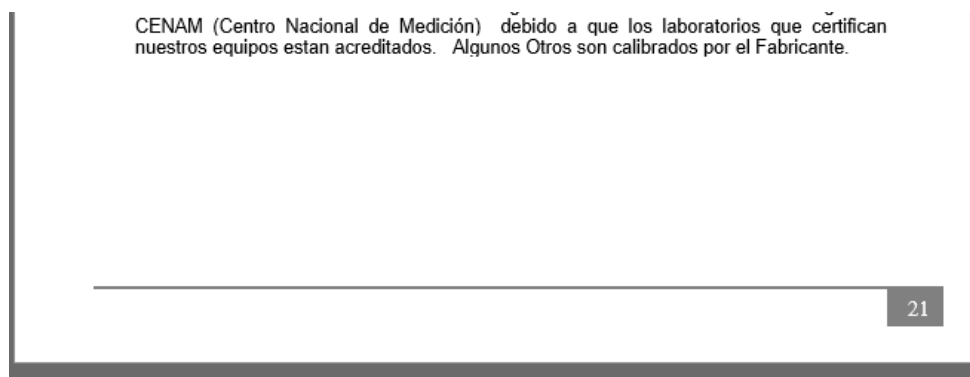 CENAM (Centro Nacional de Medición) debido a que los laboratorios que certifican
nuestros equipos estan acreditados. Algunos Otros son calibrados por el Fabricante.
21